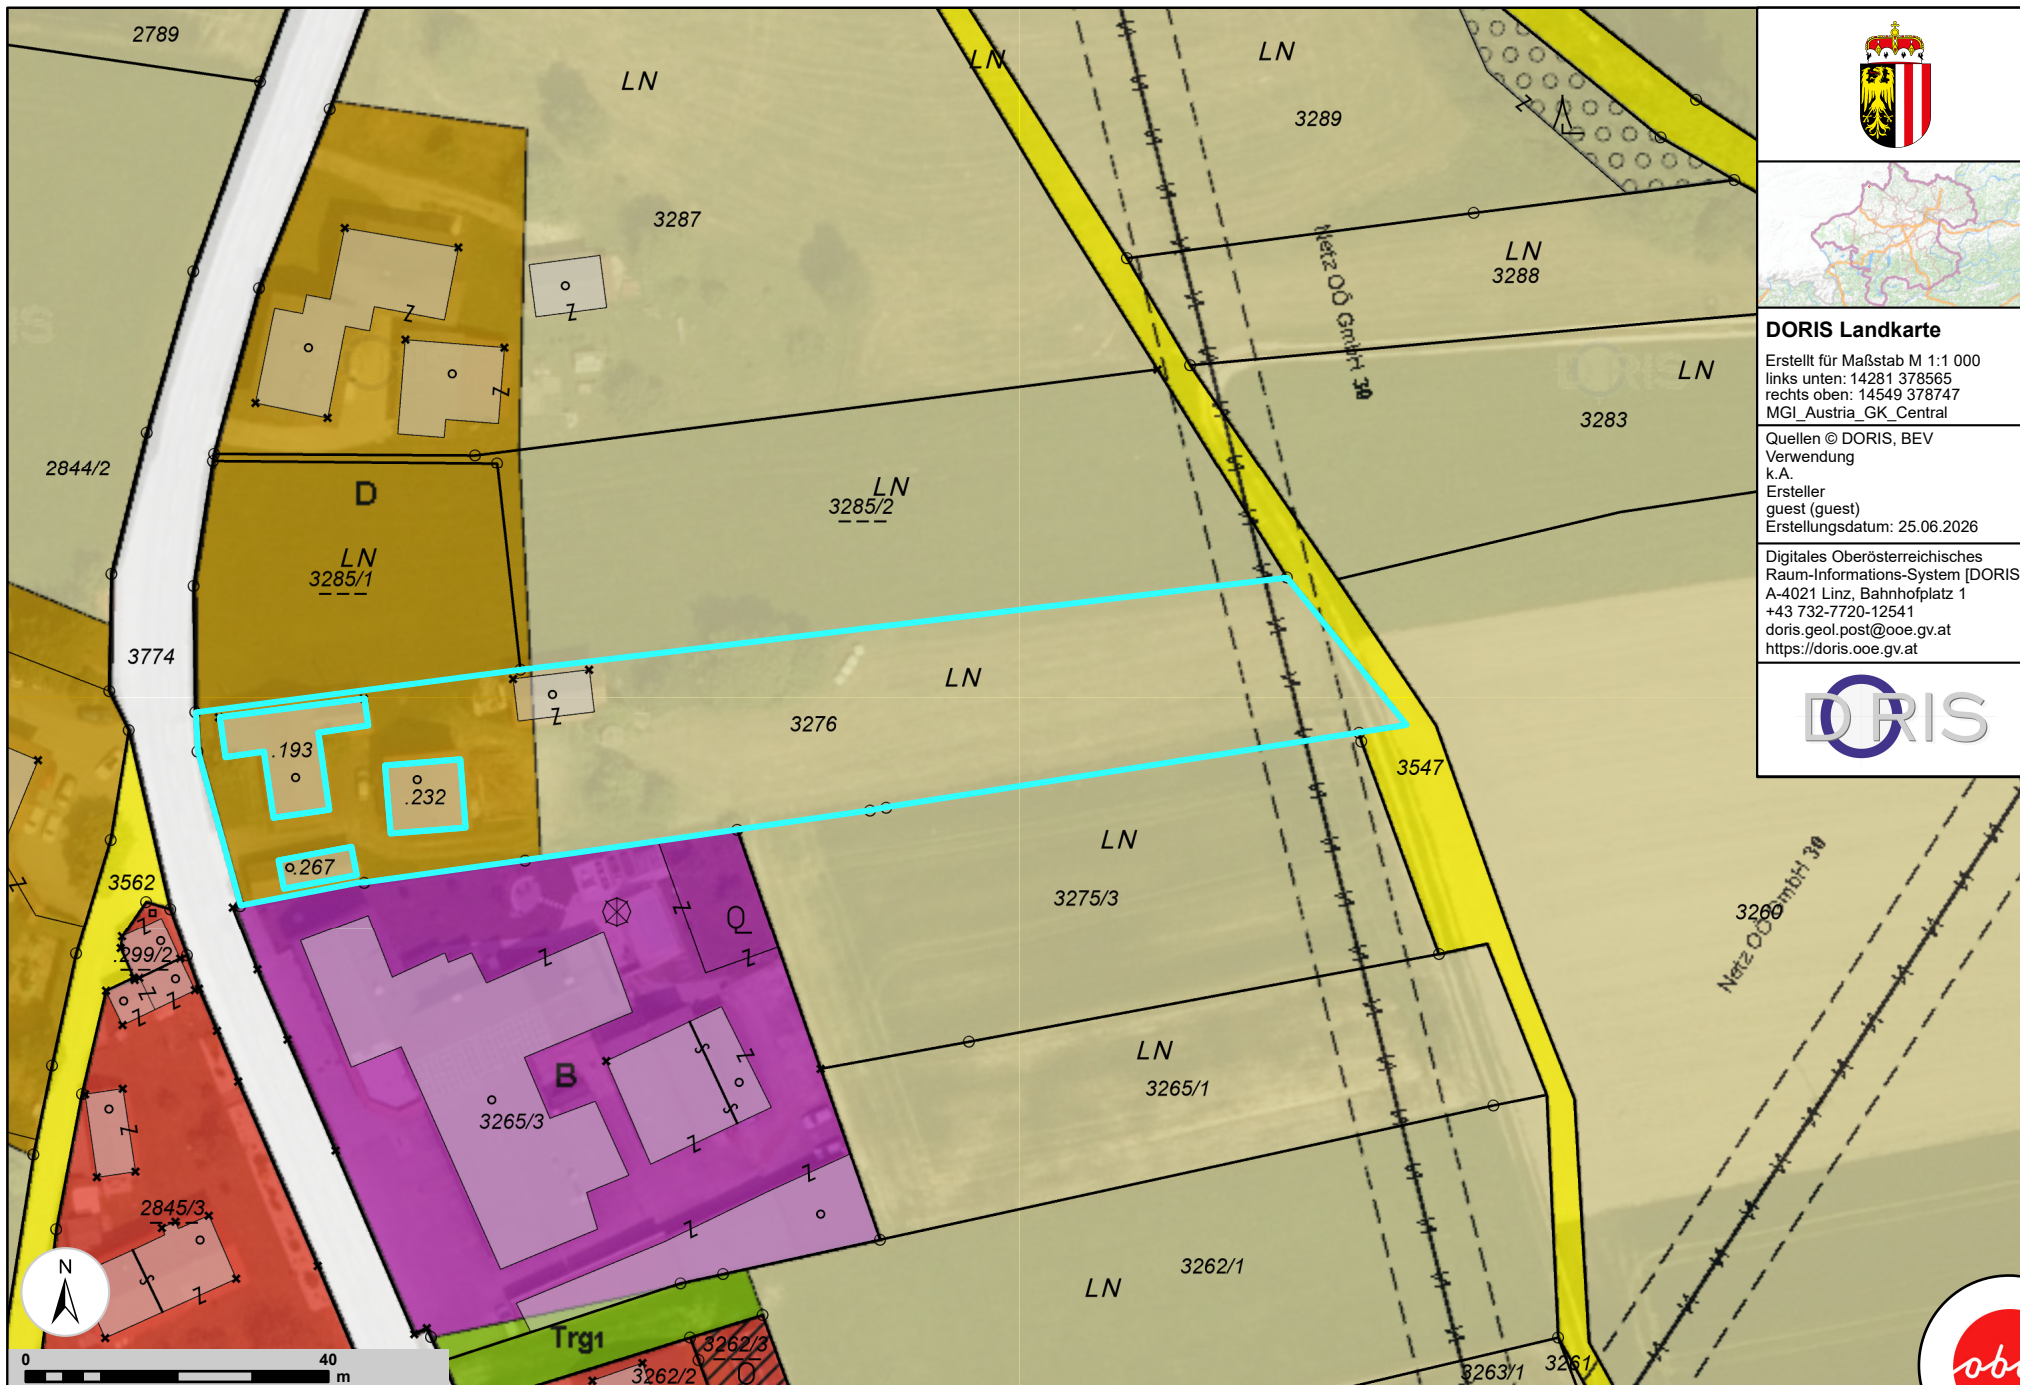 2789
LN
LN
LN
3289
3287
LN
3288
Netz OÖ GmbH 30
LN
3283
2844/2
D
LN
3285/2
LN
3285/1
3774
LN
3276
.193
.232
.267
3547
3562
LN
3275/3
3260
Netz OÖ GmbH 30
.299/2
LN
3265/1
B
3265/3
2845/3
LN
3262/1
Trg1
3262/3
3262/2
3263/1
3261
N
0 40
m
DORIS Landkarte
Erstellt für Maßstab M 1:1 000
links unten: 14281 378565
rechts oben: 14549 378747
MGI_Austria_GK_Central
Quellen © DORIS, BEV
Verwendung
k.A.
Ersteller
guest (guest)
Erstellungsdatum: 25.06.2026
Digitales Oberösterreichisches
Raum-Informations-System [DORIS
A-4021 Linz, Bahnhofplatz 1
+43 732-7720-12541
doris.geol.post@ooe.gv.at
https://doris.ooe.gv.at
DORIS